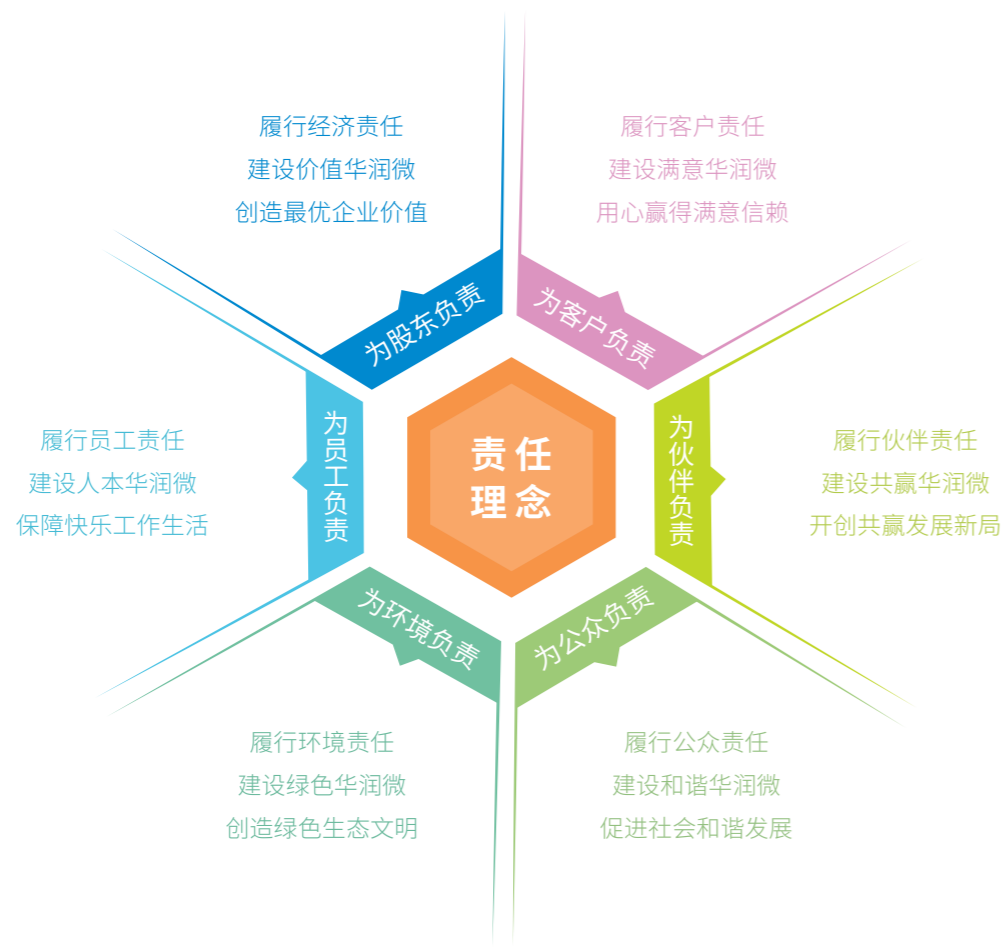 履行经济责任
建设价值华润微
创造最优企业价值
为股东负责
履行客户责任
建设满意华润微
用心赢得满意信赖
为客户负责
履行员工责任
建设人本华润微
保障快乐工作生活
为员工负责
责任
理念
为伙伴负责
履行伙伴责任
建设共赢华润微
开创共赢发展新局
为环境负责
履行环境责任
建设绿色华润微
创造绿色生态文明
为公众负责
履行公众责任
建设和谐华润微
促进社会和谐发展